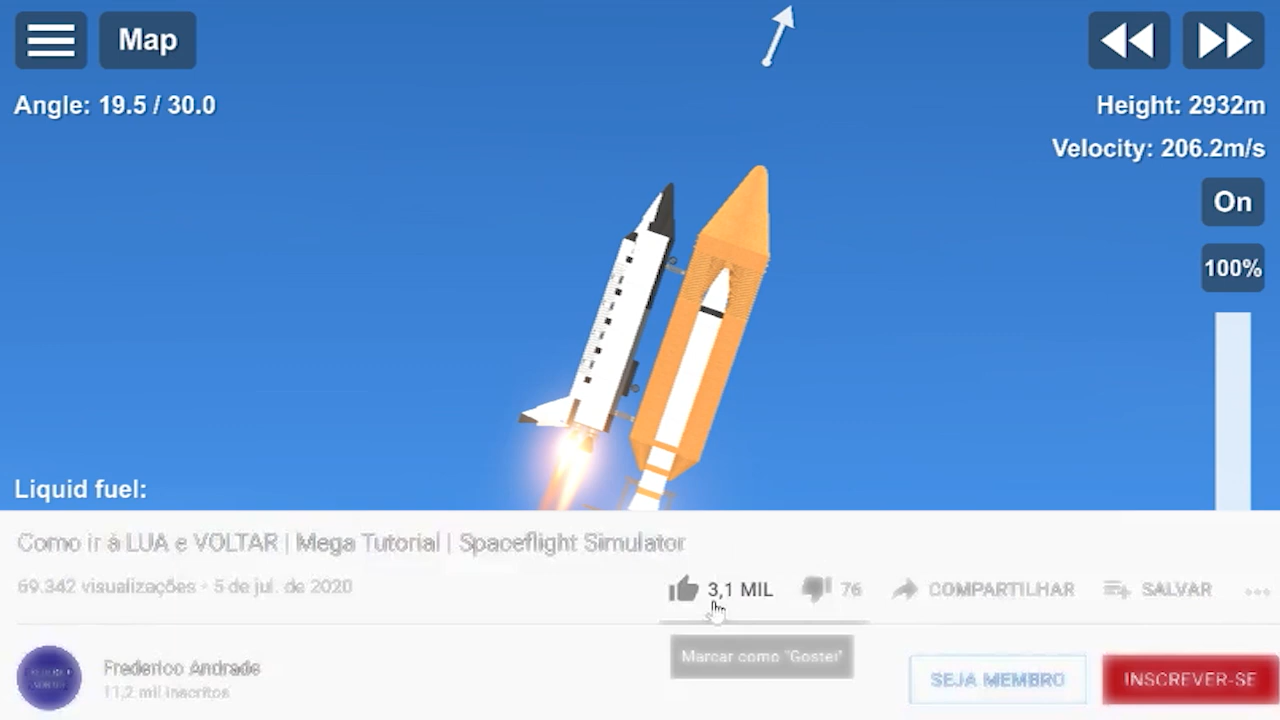 Map
Angle: 19.5 / 30.0
Height: 2932m
Velocity: 206.2m/s
On
100%
Liquid fuel:
Como ir à LUA e VOLTAR | Mega Tutorial | Spaceflight Simulator
69.342 visualizações • 5 de jul. de 2020
3,1 MIL
76
COMPARTILHAR
SALVAR
Marcar como "Gostei"
Frederico Andrade
11,2 mil inscritos
SEJA MEMBRO
INSCREVER-SE